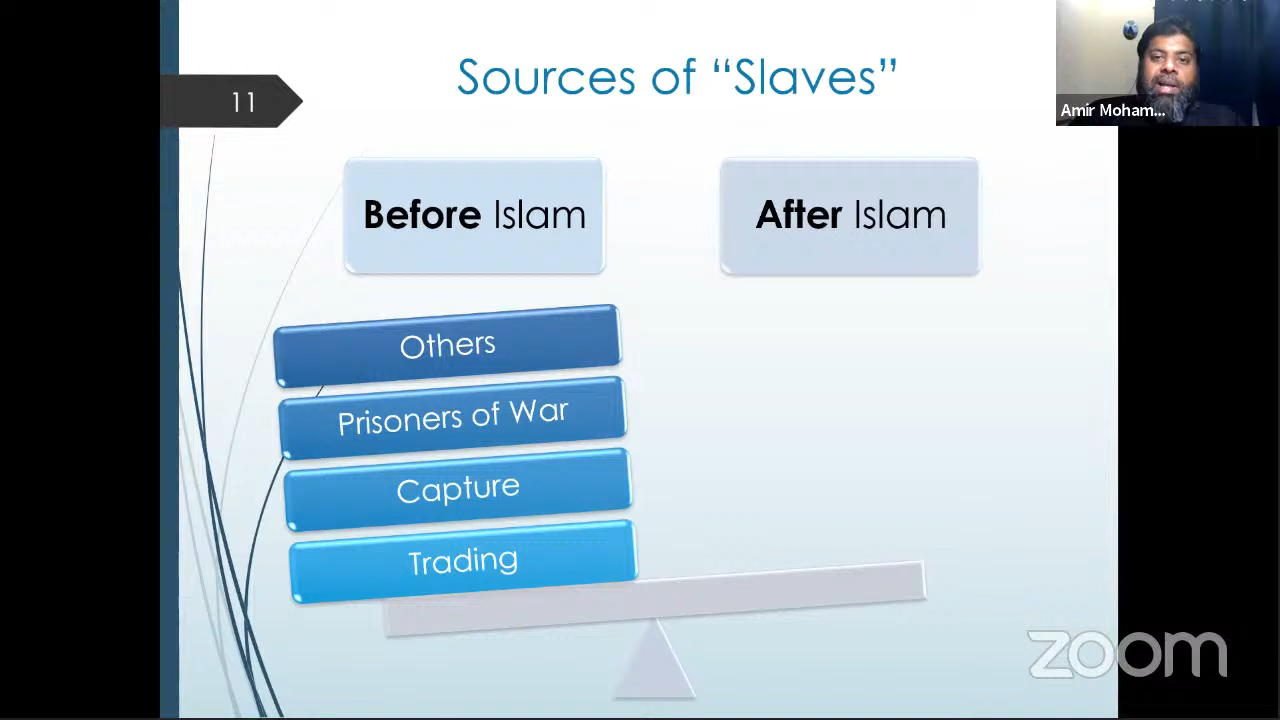 Sources of “Slaves”
11
Before Islam
After Islam
Others
Prisoners of War
Capture
Trading
Amir Moham...
zoom